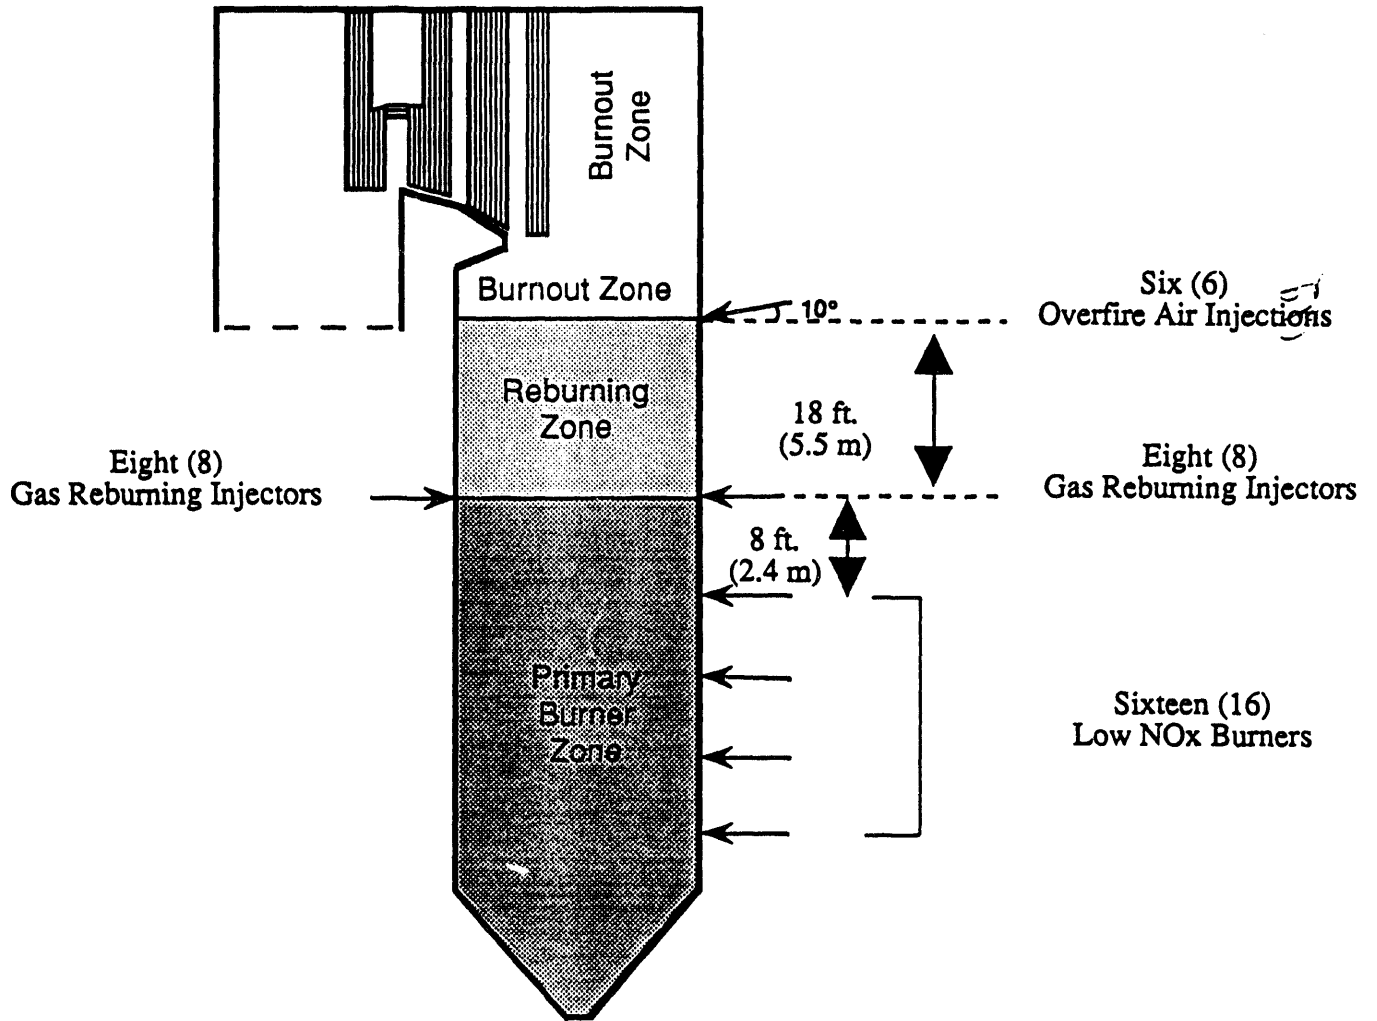 Burnout
Zone
Burnout Zone
10°
Six (6)
Overfire Air Injections
Reburning
Zone
18 ft.
(5.5 m)
Eight (8)
Gas Reburning Injectors
Eight (8)
Gas Reburning Injectors
8 ft.
(2.4 m)
Primary
Burner
Zone
Sixteen (16)
Low NOx Burners